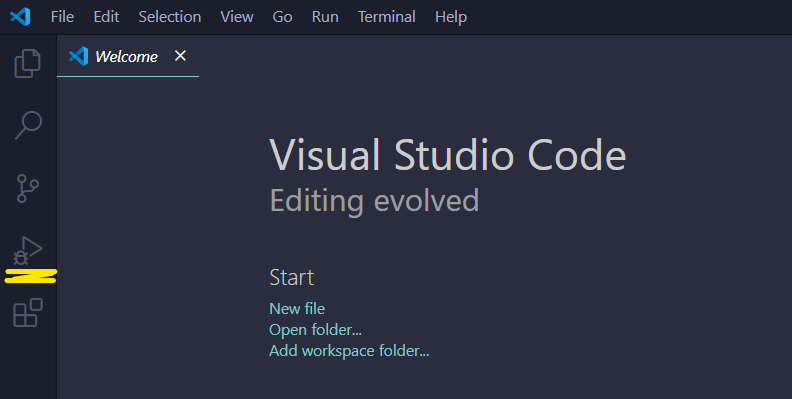 File Edit Selection View Go Run Terminal Help
Welcome
Visual Studio Code
Editing evolved
Start
New file
Open folder...
Add workspace folder...